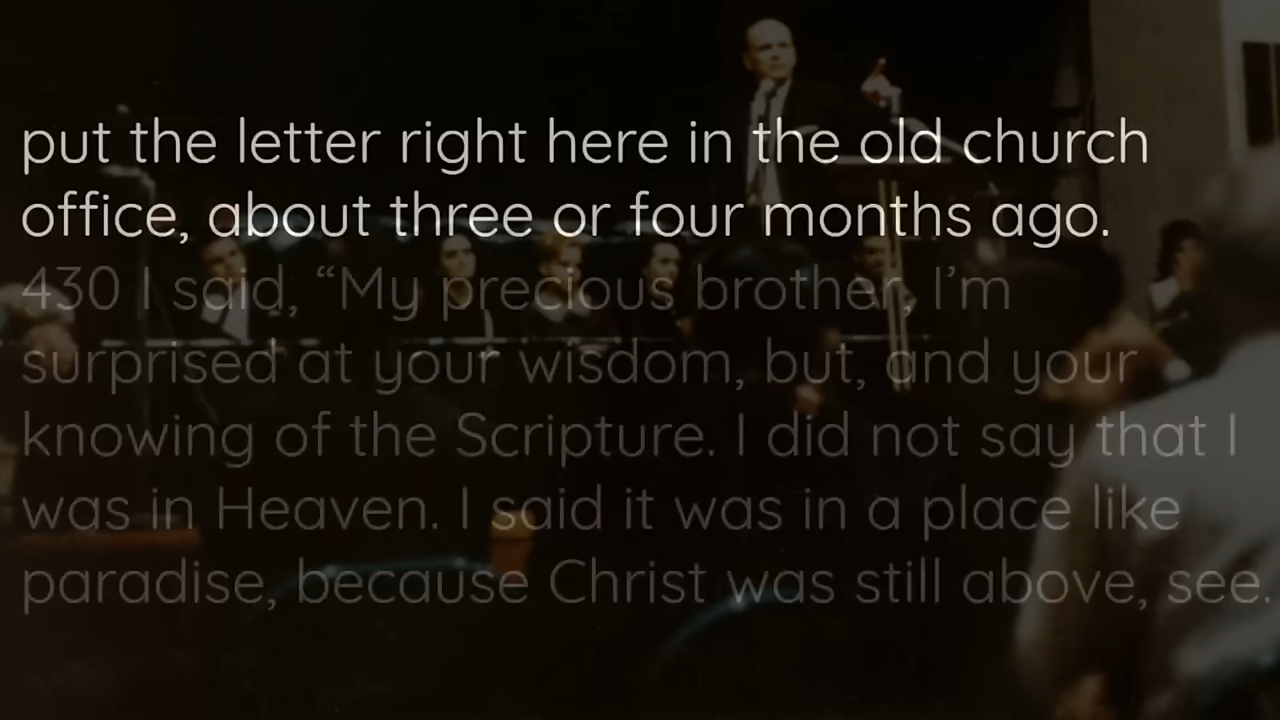 put the letter right here in the old church
office, about three or four months ago.
430 I said, “My precious brother, I’m
surprised at your wisdom, but, and your
knowing of the Scripture. I did not say that I
was in Heaven. I said it was in a place like
paradise, because Christ was still above, see.